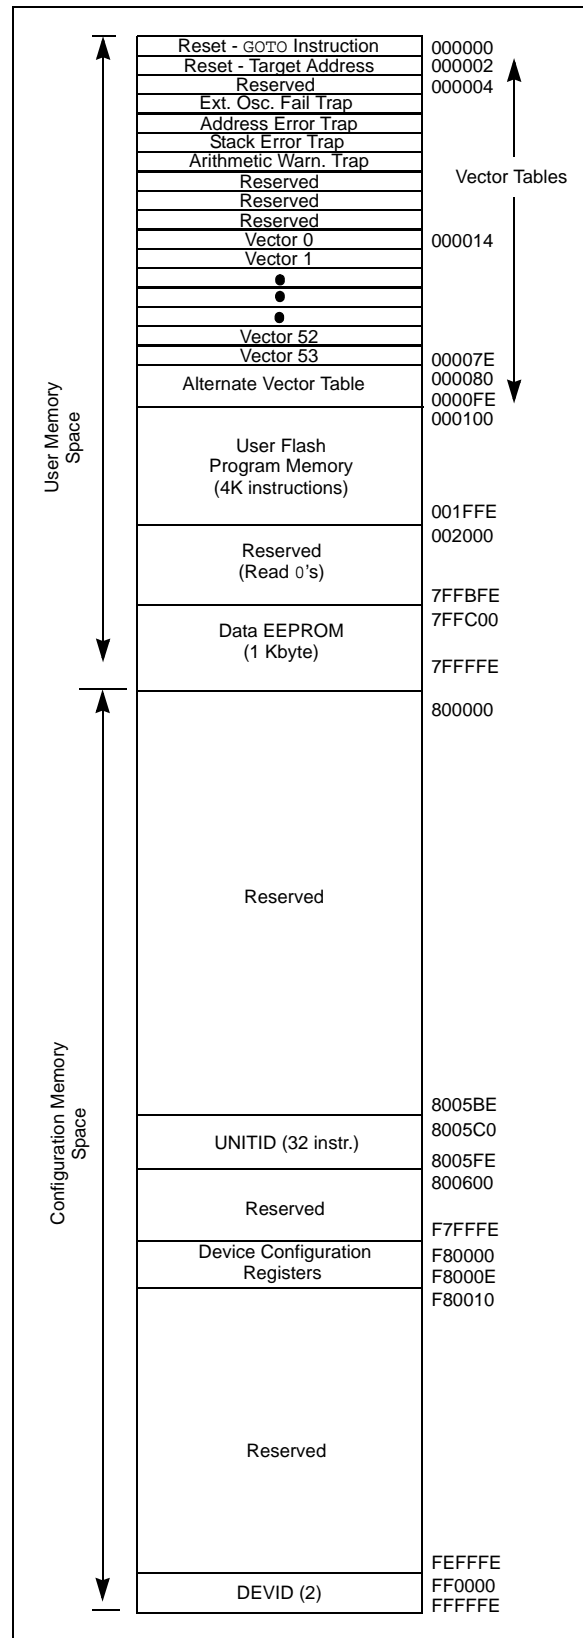 Reset - GOTO Instruction 000000
Reset - Target Address 000002
Reserved 000004
Ext. Osc. Fail Trap
Address Error Trap
Stack Error Trap
Arithmetic Warn. Trap
Reserved
Vector Tables
Reserved
Reserved
Vector 0 000014
Vector 1
Vector 52
Vector 53 00007E
Alternate Vector Table 000080
0000FE
000100
User Memory
Space
User Flash
Program Memory
(4K instructions)
001FFE
002000
Reserved
(Read 0's)
7FFBFE
7FFC00
Data EEPROM
(1 Kbyte)
7FFFFE
800000
Reserved
Configuration Memory
Space
8005BE
8005C0
UNITID (32 instr.)
8005FE
800600
Reserved
F7FFFE
Device Configuration
Registers
F80000
F8000E
F80010
Reserved
FEFFFE
FF0000
DEVID (2)
FFFFFE